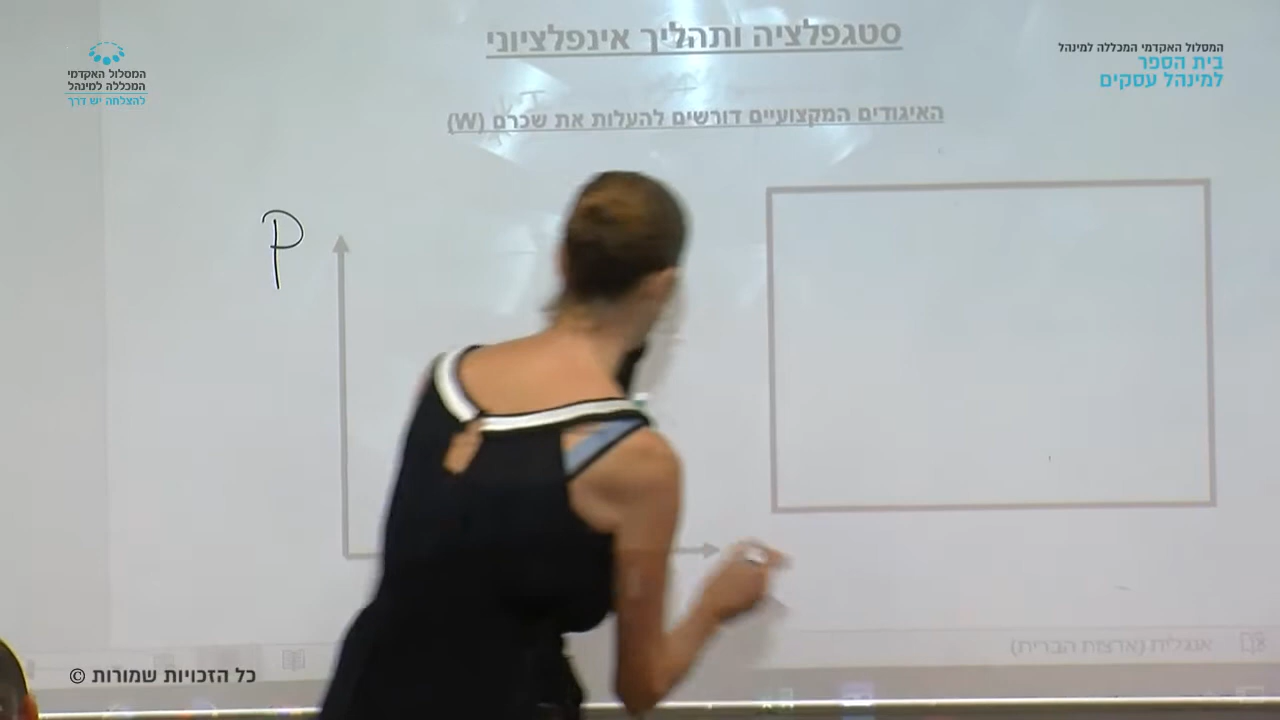 סטגפלציה ותהליך אינפלציוני
המסלול האקדמי המכללה למינהל
בית הספר
למינהל עסקים
המסלול האקדמי
המכללה למינהל
להצלחה יש דרך
האיגודים המקצועיים דורשים להעלות את שכרם (W)
P
אנגלית (ארצות הברית)
כל הזכויות שמורות ©